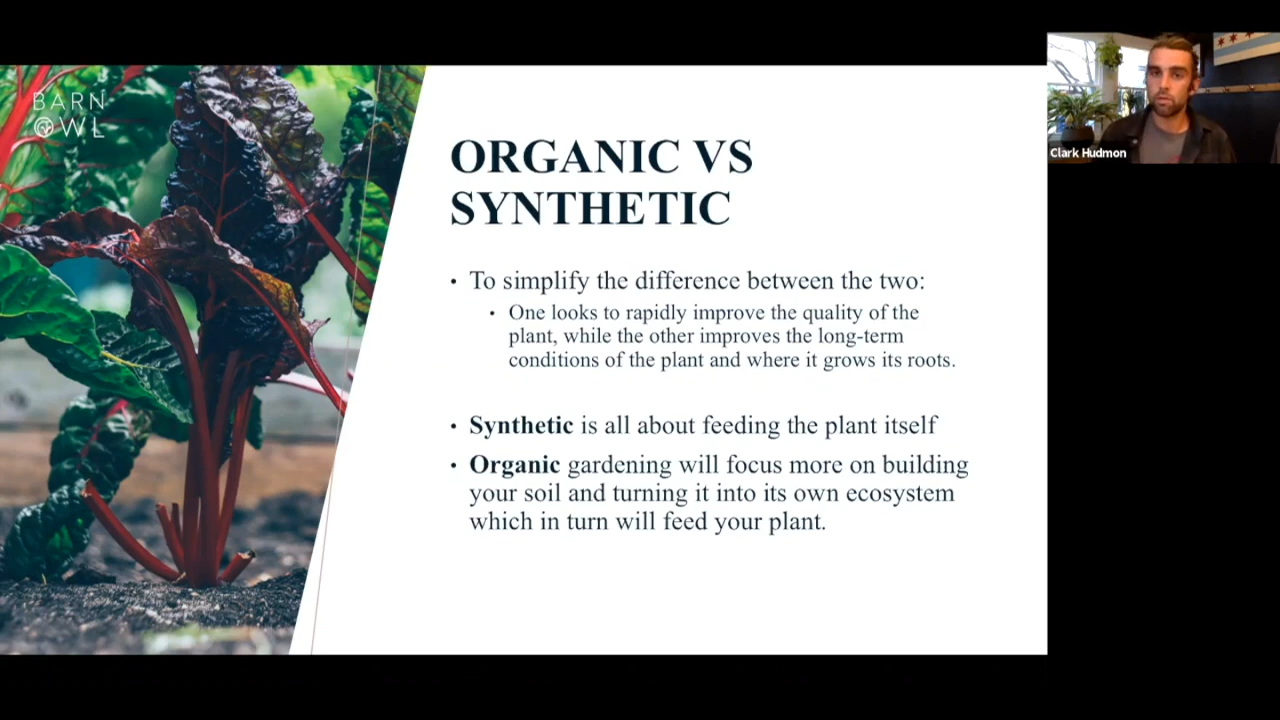 BARN
OWL
Clark Hudmon
ORGANIC VS
SYNTHETIC
• To simplify the difference between the two:
• One looks to rapidly improve the quality of the
plant, while the other improves the long-term
conditions of the plant and where it grows its roots.
• Synthetic is all about feeding the plant itself
• Organic gardening will focus more on building
your soil and turning it into its own ecosystem
which in turn will feed your plant.